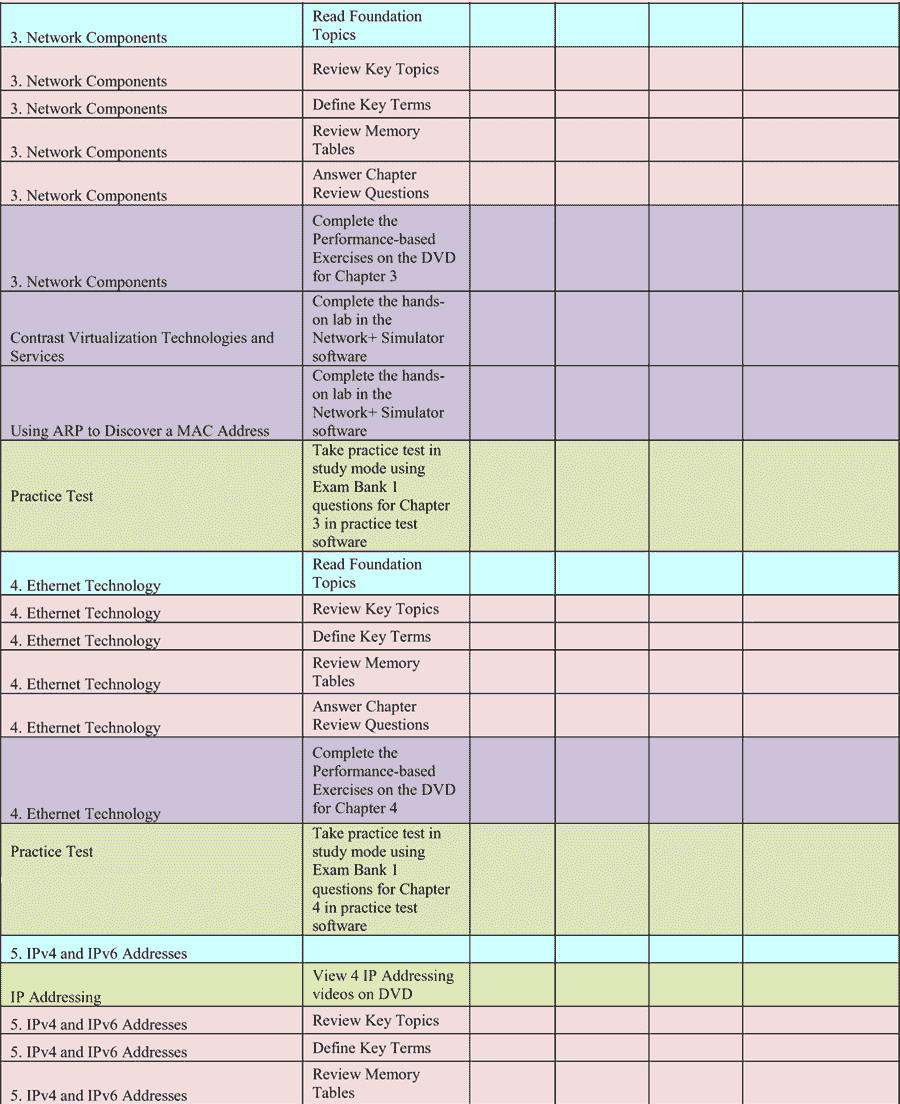 3. Network Components
Read Foundation
Topics
3. Network Components
Review Key Topics
3. Network Components
Define Key Terms
3. Network Components
Review Memory
Tables
3. Network Components
Answer Chapter
Review Questions
3. Network Components
Complete the
Performance-based
Exercises on the DVD
for Chapter 3
Contrast Virtualization Technologies and
Services
Complete the hands-
on lab in the
Network+ Simulator
software
Using ARP to Discover a MAC Address
Complete the hands-
on lab in the
Network+ Simulator
software
Practice Test
Take practice test in
study mode using
Exam Bank 1
questions for Chapter
3 in practice test
software
4. Ethernet Technology
Read Foundation
Topics
4. Ethernet Technology
Review Key Topics
4. Ethernet Technology
Define Key Terms
4. Ethernet Technology
Review Memory
Tables
4. Ethernet Technology
Answer Chapter
Review Questions
4. Ethernet Technology
Complete the
Performance-based
Exercises on the DVD
for Chapter 4
Practice Test
Take practice test in
study mode using
Exam Bank 1
questions for Chapter
4 in practice test
software
5. IPv4 and IPv6 Addresses
IP Addressing
View 4 IP Addressing
videos on DVD
5. IPv4 and IPv6 Addresses
Review Key Topics
5. IPv4 and IPv6 Addresses
Define Key Terms
5. IPv4 and IPv6 Addresses
Review Memory
Tables